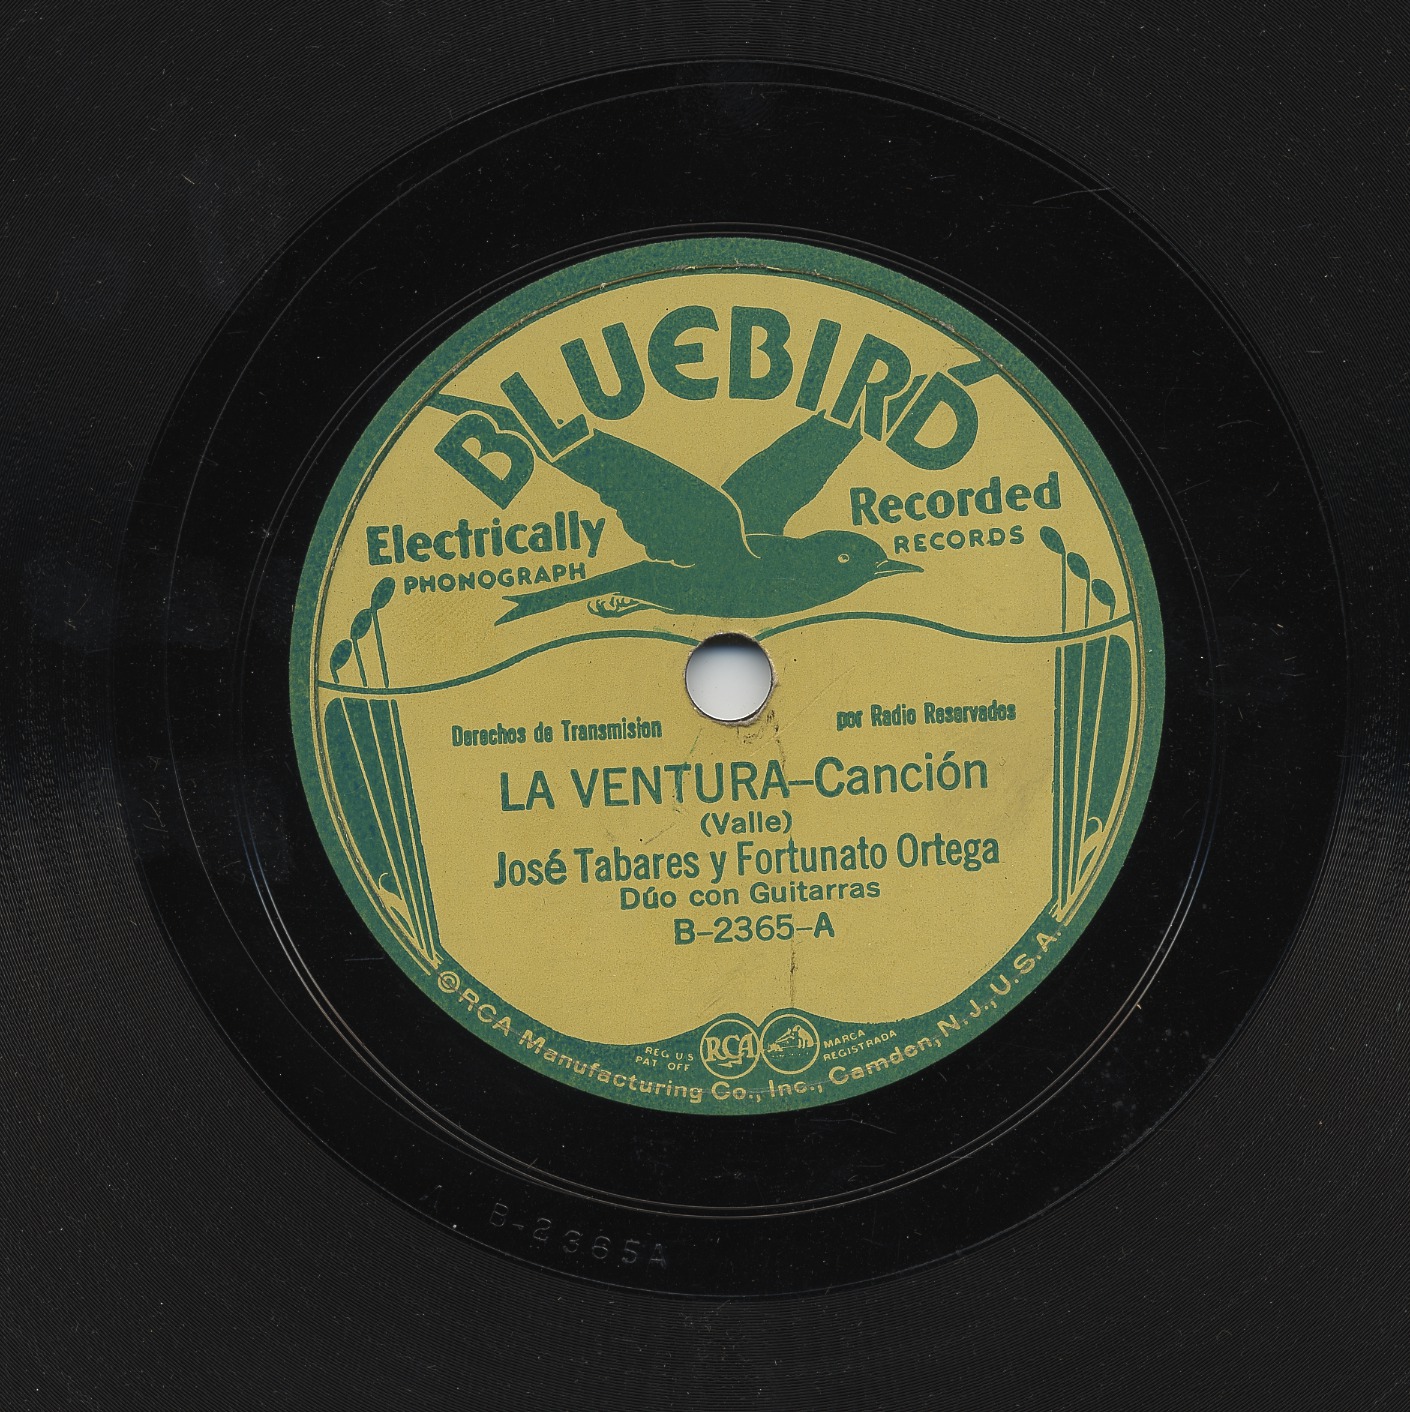 BLUEBIRD
Electrically Recorded
PHONOGRAPH RECORDS
Derechos de Transmision por Radio Reservados
LA VENTURA–Canción
(Valle)
José Tabares y Fortunato Ortega
Dúo con Guitarras
B–2365–A
REG US
PAT OFF
RCA
MARCA
REGISTRADA
©RCA Manufacturing Co., Inc., Camden, N. J., U. S. A.
B-2365A